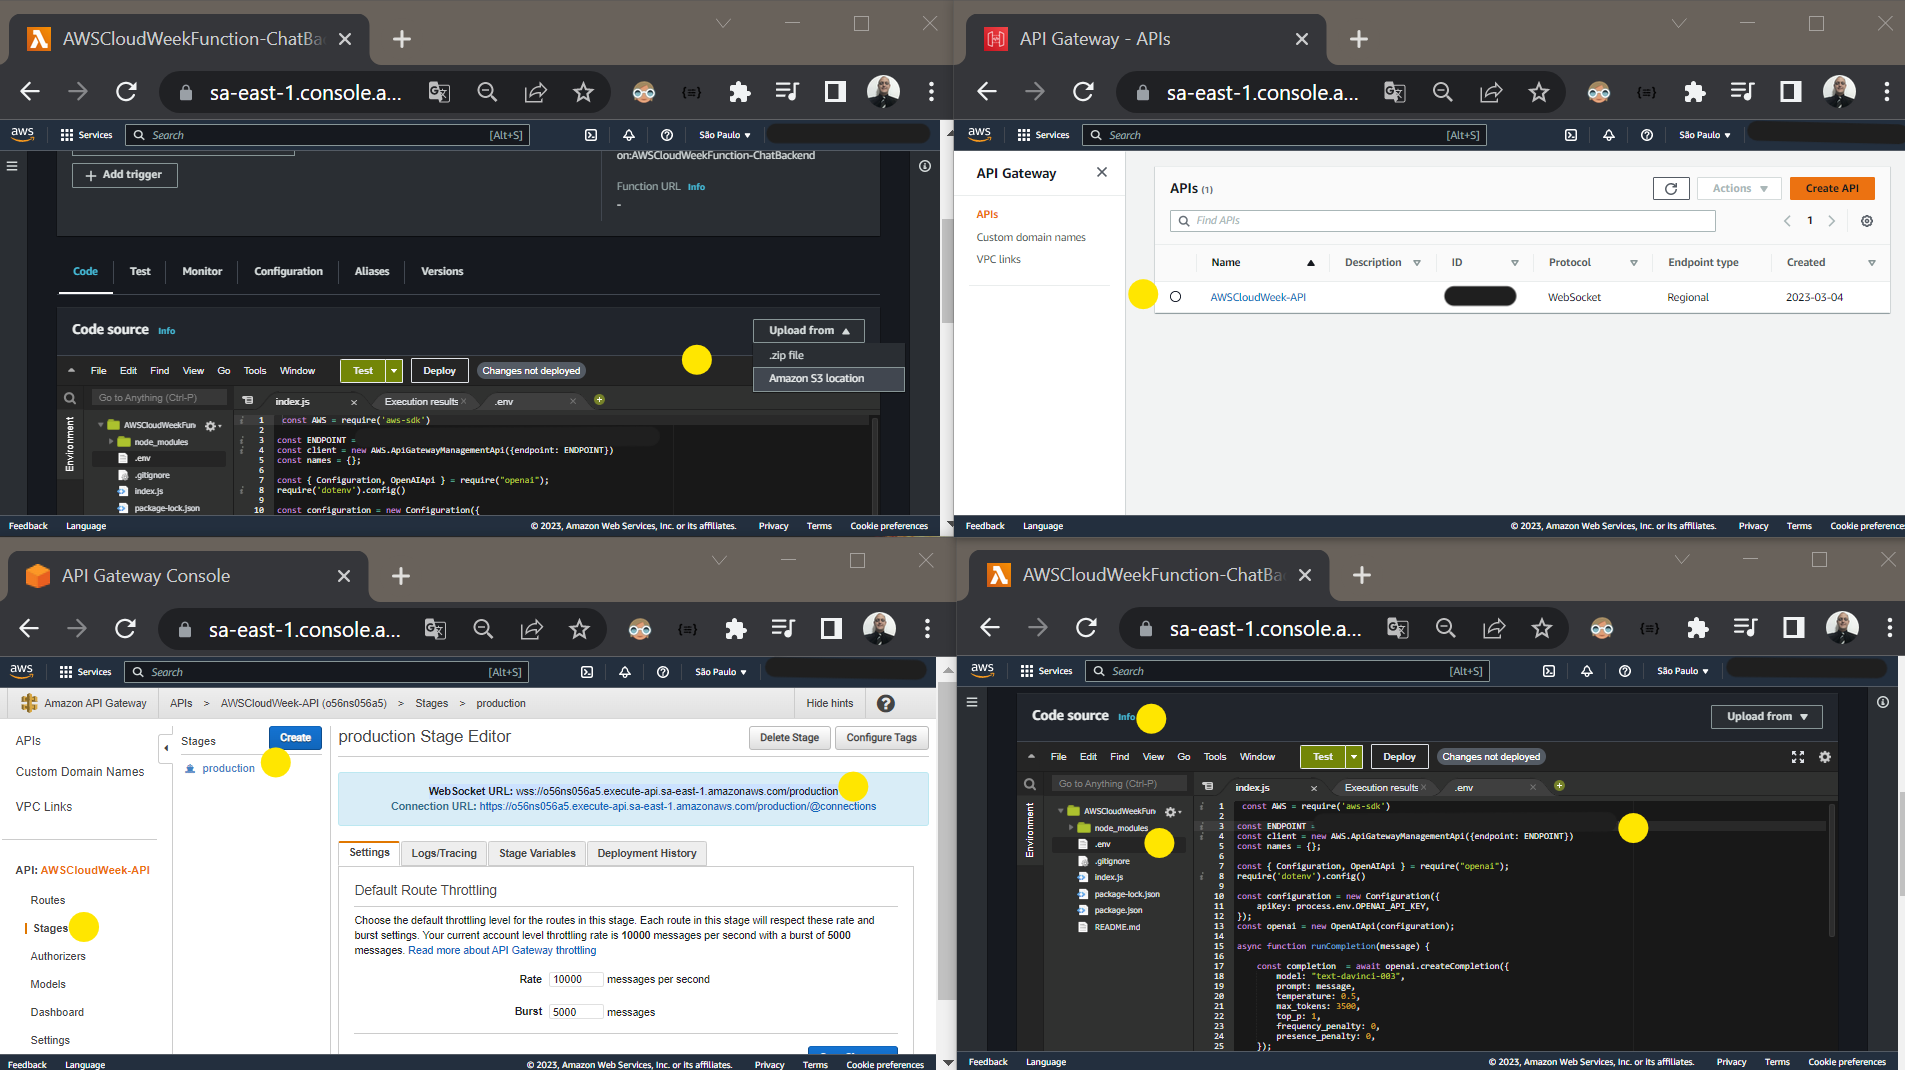 AWSCloudWeekFunction-ChatBa
sa-east-1.console.a...
aws
Services
Search
[Alt+S]
São Paulo
Add trigger
on:AWSCloudWeekFunction-ChatBackend
Function URL Info
-
Code
Test
Monitor
Configuration
Aliases
Versions
Code source Info
Upload from
.zip file
Amazon S3 location
File Edit Find View Go Tools Window
Test
Deploy
Changes not deployed
Go to Anything (Ctrl-P)
index.js
Execution results
.env
Environment
AWSCloudWeekFun
node_modules
.env
.gitignore
index.js
package-lock.json
1 const AWS = require('aws-sdk')
2
3 const ENDPOINT =
4 const client = new AWS.ApiGatewayManagementApi({endpoint: ENDPOINT})
5 const names = {};
6
7 const { Configuration, OpenAIApi } = require("openai");
8 require('dotenv').config()
9
10 const configuration = new Configuration({
Feedback Language © 2023, Amazon Web Services, Inc. or its affiliates. Privacy Terms Cookie preferences
API Gateway - APIs
sa-east-1.console.a...
aws
Services
Search
[Alt+S]
São Paulo
API Gateway
APIs
Custom domain names
VPC links
APIs (1)
Actions
Create API
Find APIs
1
Name Description ID Protocol Endpoint type Created
AWSCloudWeek-API WebSocket Regional 2023-03-04
Feedback Language © 2023, Amazon Web Services, Inc. or its affiliates. Privacy Terms Cookie preference
API Gateway Console
sa-east-1.console.a...
aws
Services
Search
[Alt+S]
São Paulo
Amazon API Gateway
APIs > AWSCloudWeek-API (o56ns056a5) > Stages > production
Hide hints
APIs
Custom Domain Names
VPC Links
API: AWSCloudWeek-API
Routes
Stages
Authorizers
Models
Dashboard
Settings
Stages
Create
production
production Stage Editor
Delete Stage
Configure Tags
WebSocket URL: wss://o56ns056a5.execute-api.sa-east-1.amazonaws.com/production
Connection URL: https://o56ns056a5.execute-api.sa-east-1.amazonaws.com/production/@connections
Settings
Logs/Tracing
Stage Variables
Deployment History
Default Route Throttling
Choose the default throttling level for the routes in this stage. Each route in this stage will respect these rate and
burst settings. Your current account level throttling rate is 10000 messages per second with a burst of 5000
messages. Read more about API Gateway throttling
Rate 10000 messages per second
Burst 5000 messages
Feedback Language © 2023, Amazon Web Services, Inc. or its affiliates. Privacy Terms Cookie preferences
AWSCloudWeekFunction-ChatBa
sa-east-1.console.a...
aws
Services
Search
[Alt+S]
São Paulo
Code source Info
Upload from
File Edit Find View Go Tools Window
Test
Deploy
Changes not deployed
Go to Anything (Ctrl-P)
index.js
Execution results
.env
Environment
AWSCloudWeekFun
node_modules
.env
.gitignore
index.js
package-lock.json
package.json
README.md
1 const AWS = require('aws-sdk')
2
3 const ENDPOINT =
4 const client = new AWS.ApiGatewayManagementApi({endpoint: ENDPOINT})
5 const names = {};
6
7 const { Configuration, OpenAIApi } = require("openai");
8 require('dotenv').config()
9
10 const configuration = new Configuration({
11 apiKey: process.env.OPENAI_API_KEY,
12 });
13 const openai = new OpenAIApi(configuration);
14
15 async function runCompletion(message) {
16
17 const completion = await openai.createCompletion({
18 model: "text-davinci-003",
19 prompt: message,
20 temperature: 0.5,
21 max_tokens: 3500,
22 top_p: 1,
23 frequency_penalty: 0,
24 presence_penalty: 0,
25 });
Feedback Language © 2023, Amazon Web Services, Inc. or its affiliates. Privacy Terms Cookie preferences